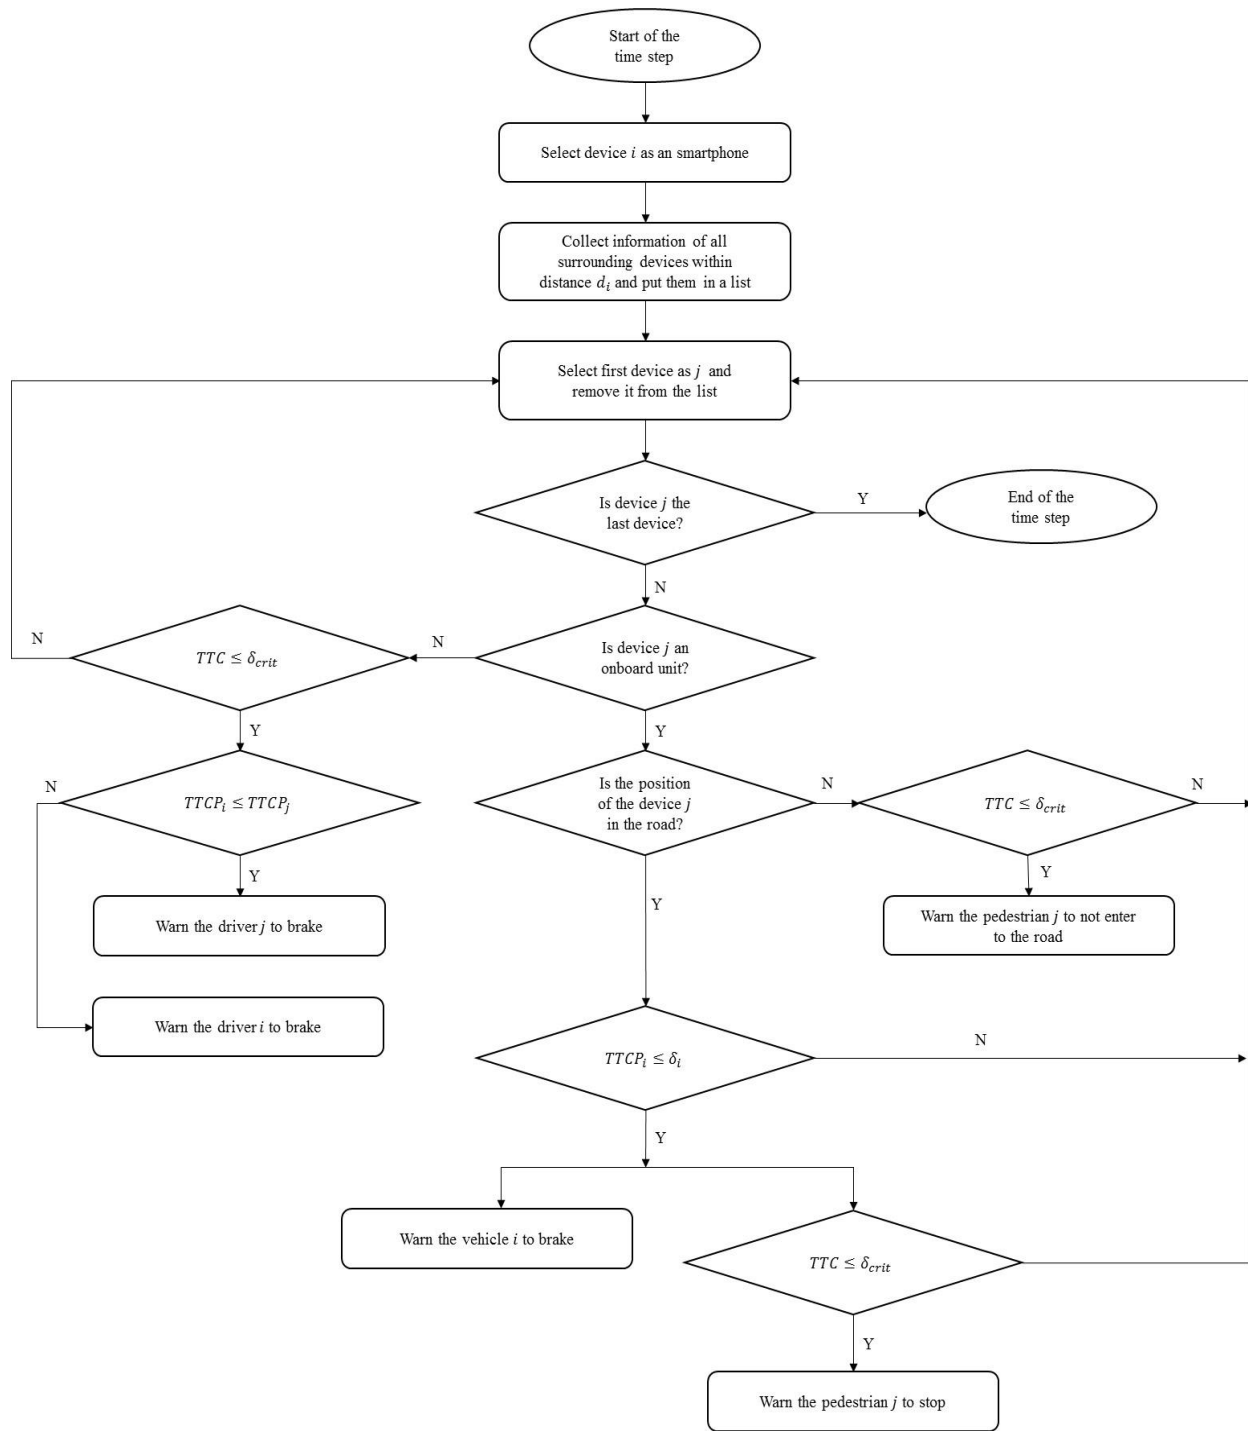 Start of the
time step
Select device i as an smartphone
Collect information of all
surrounding devices within
distance d_i and put them in a list
Select first device as j and
remove it from the list
Is device j the
last device?
Y
End of the
time step
N
Is device j an
onboard unit?
N
TTC ≤ δ_crit
N
Y
Y
TTCP_i ≤ TTCP_j
N
Y
Is the position
of the device j
in the road?
N
TTC ≤ δ_crit
N
Y
Warn the driver j to brake
Warn the pedestrian j to not enter
to the road
Y
Warn the driver i to brake
TTCP_i ≤ δ_i
N
Y
Warn the vehicle i to brake
TTC ≤ δ_crit
Y
Warn the pedestrian j to stop